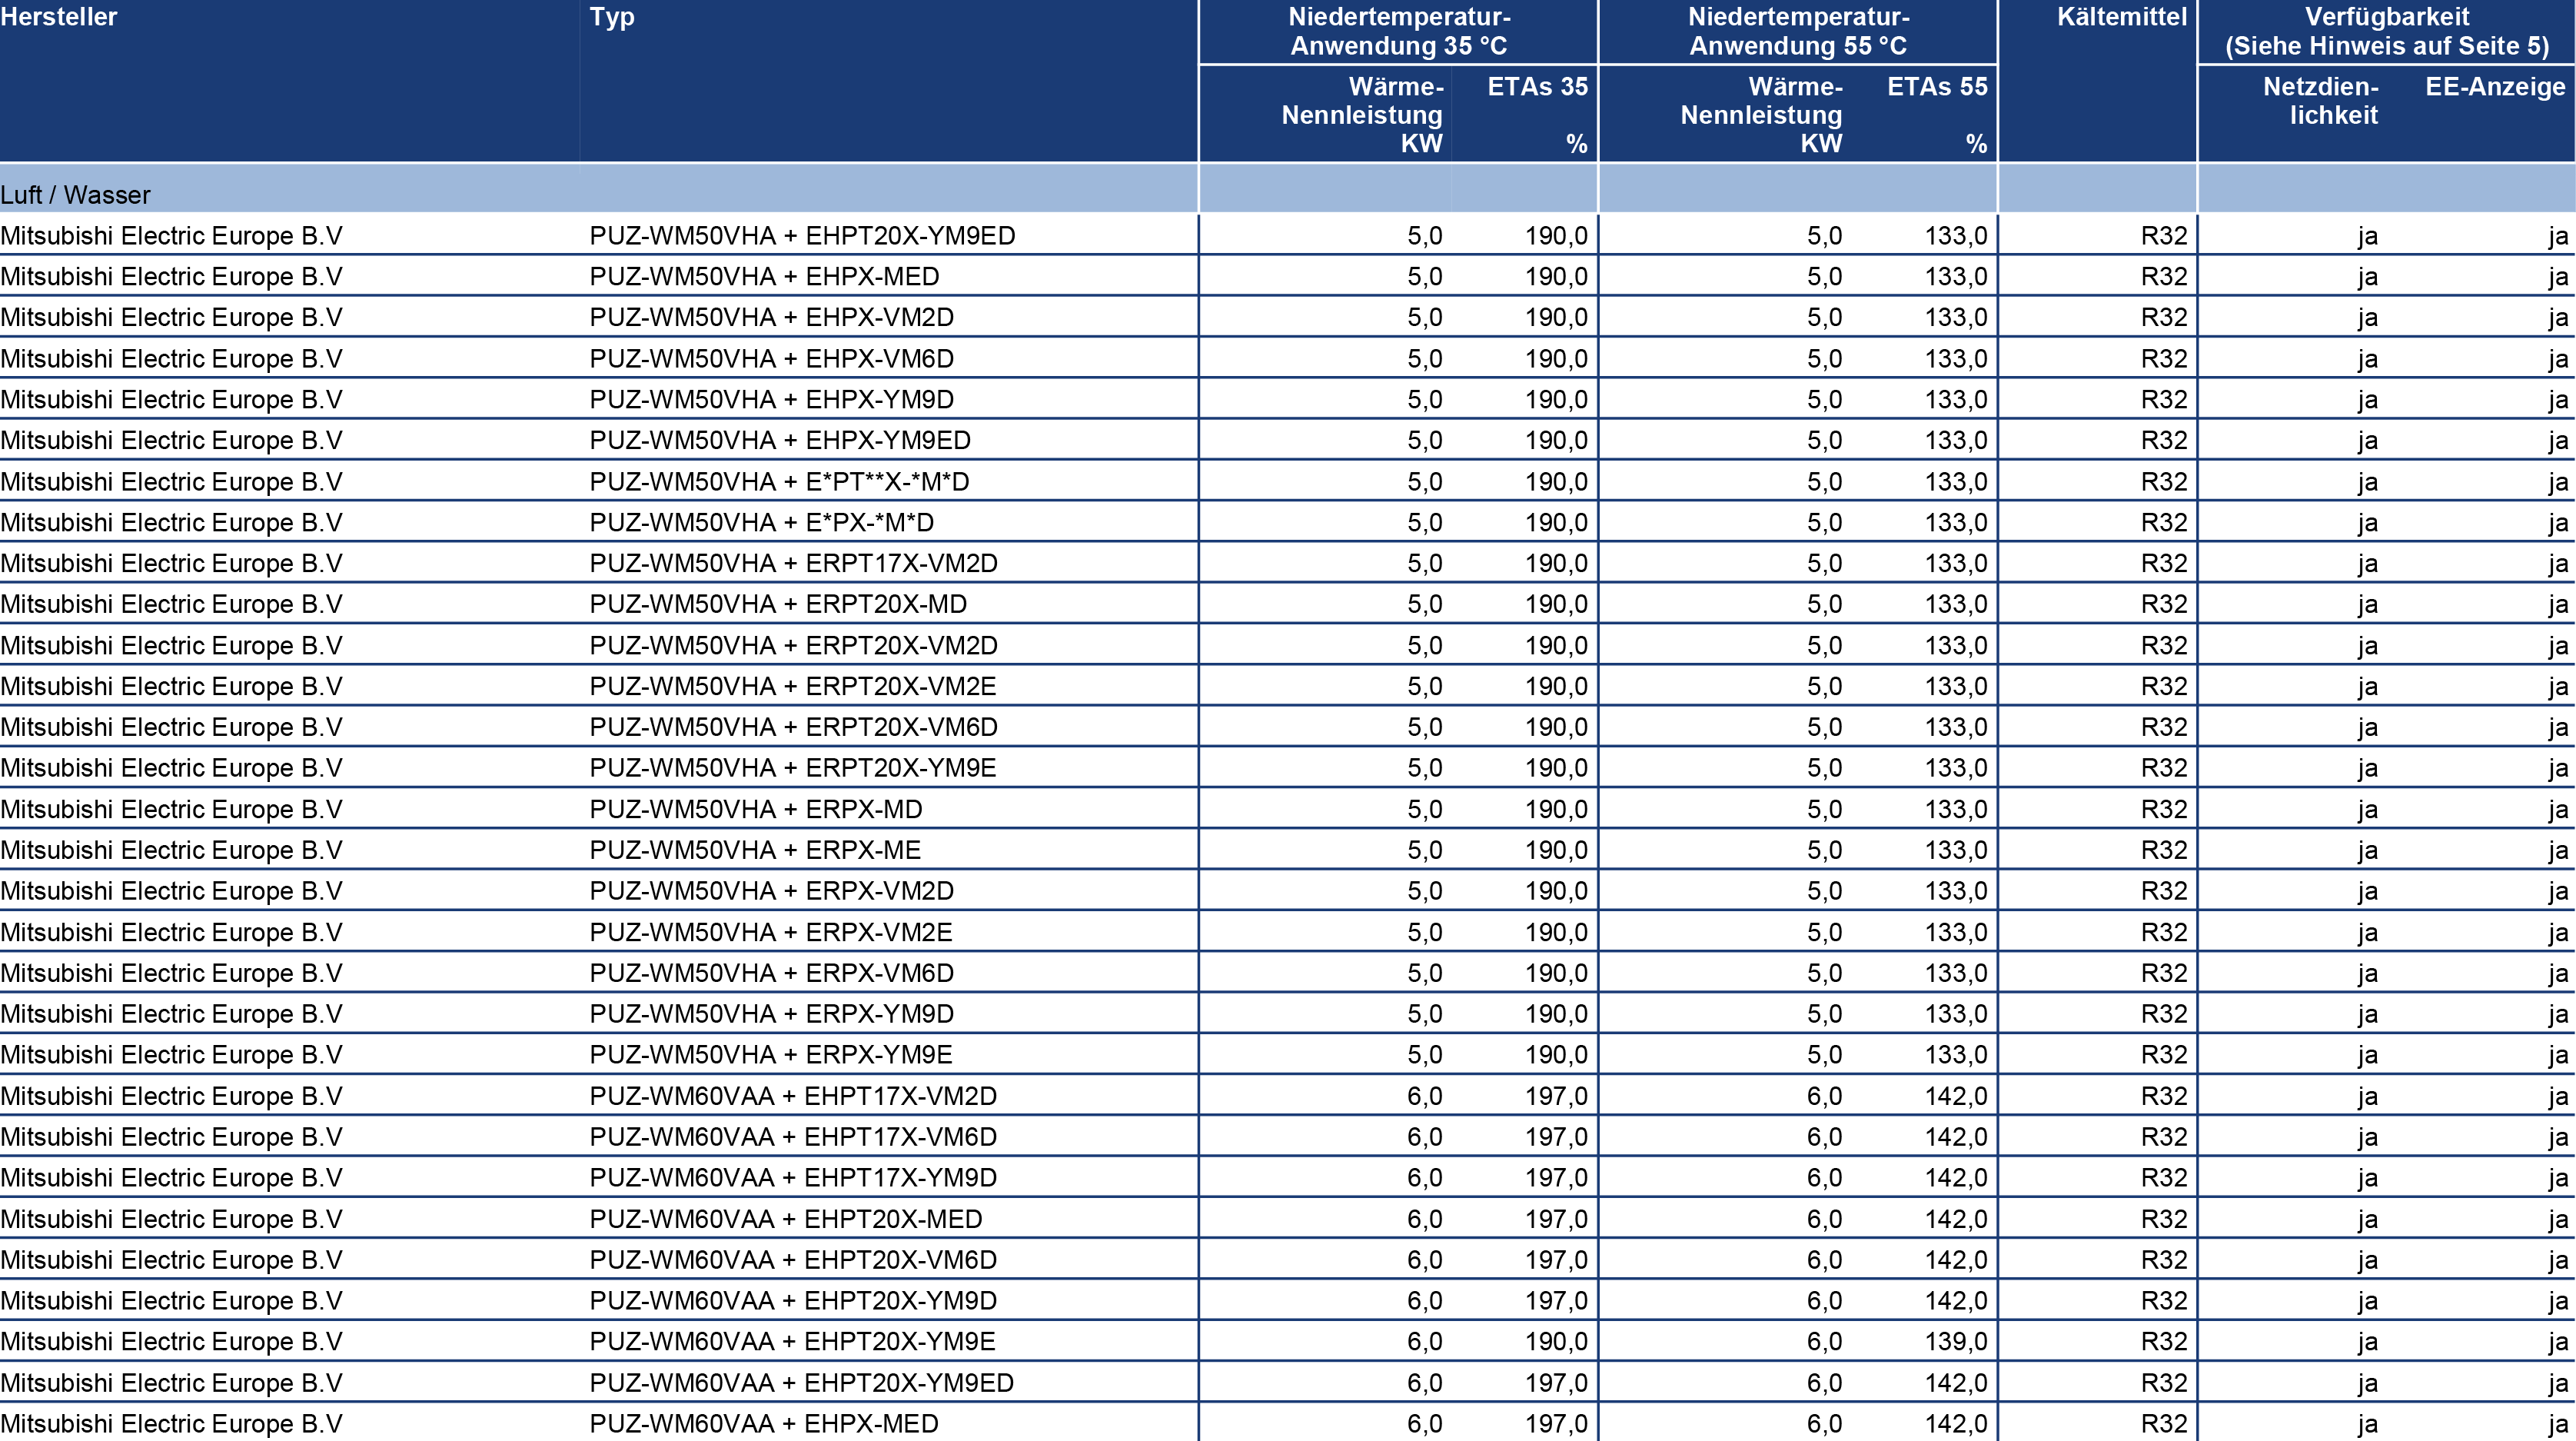 Hersteller Typ Niedertemperatur- Niedertemperatur- Kältemittel Verfügbarkeit
Anwendung 35 °C Anwendung 55 °C (Siehe Hinweis auf Seite 5)
Wärme- ETAs 35 Wärme- ETAs 55 Netzdien- EE-Anzeige
Nennleistung Nennleistung lichkeit
KW % KW %
Luft / Wasser
Mitsubishi Electric Europe B.V PUZ-WM50VHA + EHPT20X-YM9ED 5,0 190,0 5,0 133,0 R32 ja ja
Mitsubishi Electric Europe B.V PUZ-WM50VHA + EHPX-MED 5,0 190,0 5,0 133,0 R32 ja ja
Mitsubishi Electric Europe B.V PUZ-WM50VHA + EHPX-VM2D 5,0 190,0 5,0 133,0 R32 ja ja
Mitsubishi Electric Europe B.V PUZ-WM50VHA + EHPX-VM6D 5,0 190,0 5,0 133,0 R32 ja ja
Mitsubishi Electric Europe B.V PUZ-WM50VHA + EHPX-YM9D 5,0 190,0 5,0 133,0 R32 ja ja
Mitsubishi Electric Europe B.V PUZ-WM50VHA + EHPX-YM9ED 5,0 190,0 5,0 133,0 R32 ja ja
Mitsubishi Electric Europe B.V PUZ-WM50VHA + E*PT**X-*M*D 5,0 190,0 5,0 133,0 R32 ja ja
Mitsubishi Electric Europe B.V PUZ-WM50VHA + E*PX-*M*D 5,0 190,0 5,0 133,0 R32 ja ja
Mitsubishi Electric Europe B.V PUZ-WM50VHA + ERPT17X-VM2D 5,0 190,0 5,0 133,0 R32 ja ja
Mitsubishi Electric Europe B.V PUZ-WM50VHA + ERPT20X-MD 5,0 190,0 5,0 133,0 R32 ja ja
Mitsubishi Electric Europe B.V PUZ-WM50VHA + ERPT20X-VM2D 5,0 190,0 5,0 133,0 R32 ja ja
Mitsubishi Electric Europe B.V PUZ-WM50VHA + ERPT20X-VM2E 5,0 190,0 5,0 133,0 R32 ja ja
Mitsubishi Electric Europe B.V PUZ-WM50VHA + ERPT20X-VM6D 5,0 190,0 5,0 133,0 R32 ja ja
Mitsubishi Electric Europe B.V PUZ-WM50VHA + ERPT20X-YM9E 5,0 190,0 5,0 133,0 R32 ja ja
Mitsubishi Electric Europe B.V PUZ-WM50VHA + ERPX-MD 5,0 190,0 5,0 133,0 R32 ja ja
Mitsubishi Electric Europe B.V PUZ-WM50VHA + ERPX-ME 5,0 190,0 5,0 133,0 R32 ja ja
Mitsubishi Electric Europe B.V PUZ-WM50VHA + ERPX-VM2D 5,0 190,0 5,0 133,0 R32 ja ja
Mitsubishi Electric Europe B.V PUZ-WM50VHA + ERPX-VM2E 5,0 190,0 5,0 133,0 R32 ja ja
Mitsubishi Electric Europe B.V PUZ-WM50VHA + ERPX-VM6D 5,0 190,0 5,0 133,0 R32 ja ja
Mitsubishi Electric Europe B.V PUZ-WM50VHA + ERPX-YM9D 5,0 190,0 5,0 133,0 R32 ja ja
Mitsubishi Electric Europe B.V PUZ-WM50VHA + ERPX-YM9E 5,0 190,0 5,0 133,0 R32 ja ja
Mitsubishi Electric Europe B.V PUZ-WM60VAA + EHPT17X-VM2D 6,0 197,0 6,0 142,0 R32 ja ja
Mitsubishi Electric Europe B.V PUZ-WM60VAA + EHPT17X-VM6D 6,0 197,0 6,0 142,0 R32 ja ja
Mitsubishi Electric Europe B.V PUZ-WM60VAA + EHPT17X-YM9D 6,0 197,0 6,0 142,0 R32 ja ja
Mitsubishi Electric Europe B.V PUZ-WM60VAA + EHPT20X-MED 6,0 197,0 6,0 142,0 R32 ja ja
Mitsubishi Electric Europe B.V PUZ-WM60VAA + EHPT20X-VM6D 6,0 197,0 6,0 142,0 R32 ja ja
Mitsubishi Electric Europe B.V PUZ-WM60VAA + EHPT20X-YM9D 6,0 197,0 6,0 142,0 R32 ja ja
Mitsubishi Electric Europe B.V PUZ-WM60VAA + EHPT20X-YM9E 6,0 190,0 6,0 139,0 R32 ja ja
Mitsubishi Electric Europe B.V PUZ-WM60VAA + EHPT20X-YM9ED 6,0 197,0 6,0 142,0 R32 ja ja
Mitsubishi Electric Europe B.V PUZ-WM60VAA + EHPX-MED 6,0 197,0 6,0 142,0 R32 ja ja